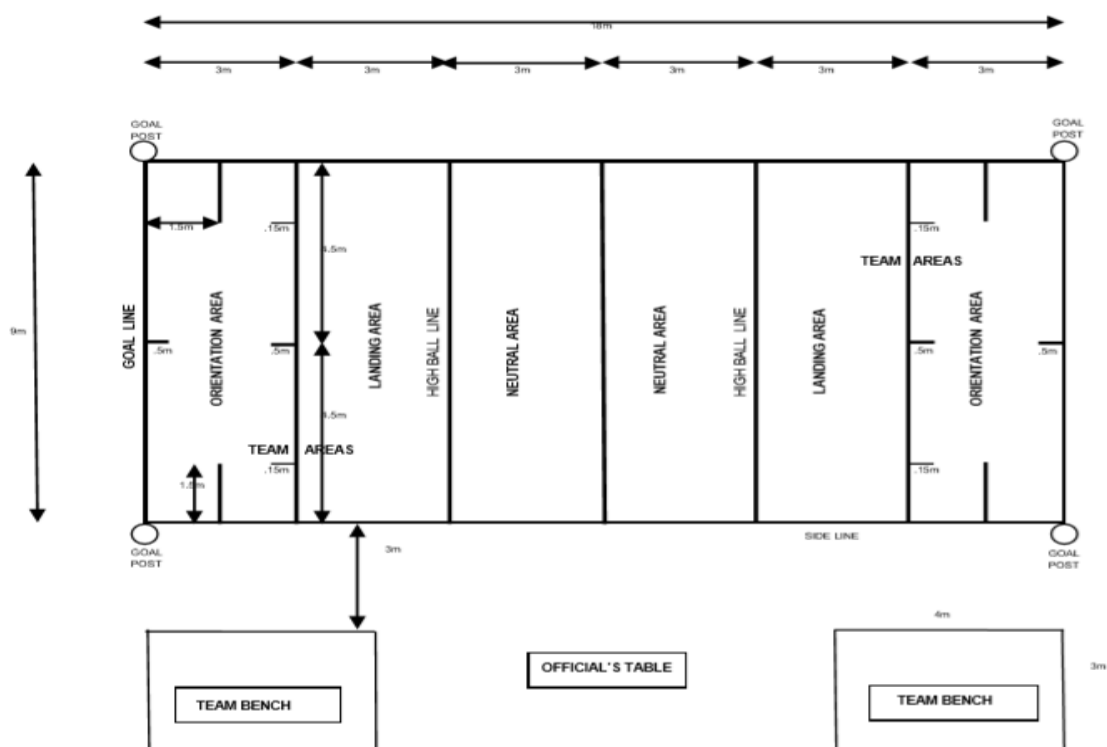 18m
3m
3m
3m
3m
3m
3m
GOAL
POST
GOAL
POST
1.5m
.15m
4.5m
.15m
TEAM AREAS
9m
GOAL LINE
.5m
ORIENTATION AREA
.5m
LANDING AREA
HIGH BALL LINE
NEUTRAL AREA
NEUTRAL AREA
HIGH BALL LINE
LANDING AREA
.5m
ORIENTATION AREA
.5m
4.5m
TEAM AREAS
.15m
.15m
1.5m
SIDE LINE
GOAL
POST
GOAL
POST
3m
4m
3m
OFFICIAL'S TABLE
TEAM BENCH
TEAM BENCH